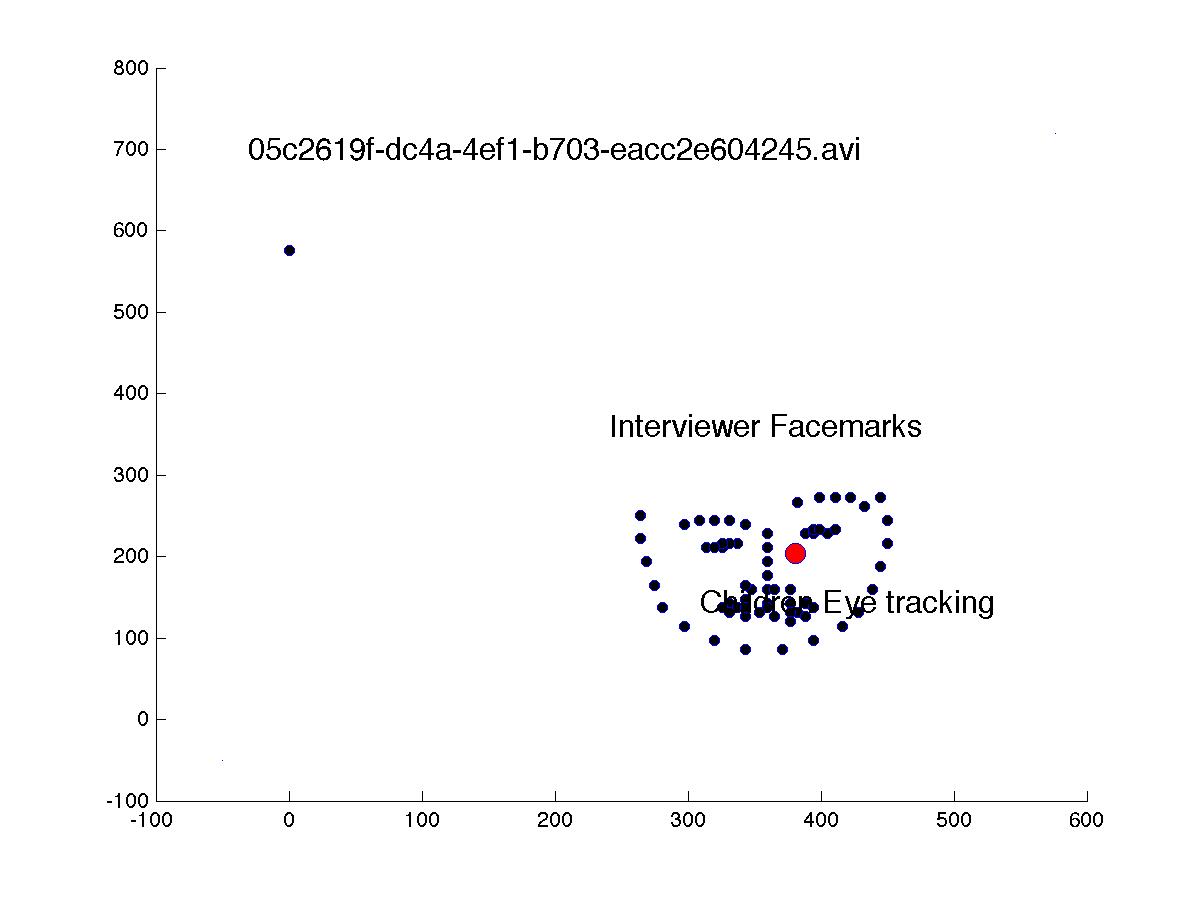 800
700
05c2619f-dc4a-4ef1-b703-eacc2e604245.avi
600
500
400
Interviewer Facemarks
300
200
Children Eye tracking
100
0
-100
-100 0 100 200 300 400 500 600